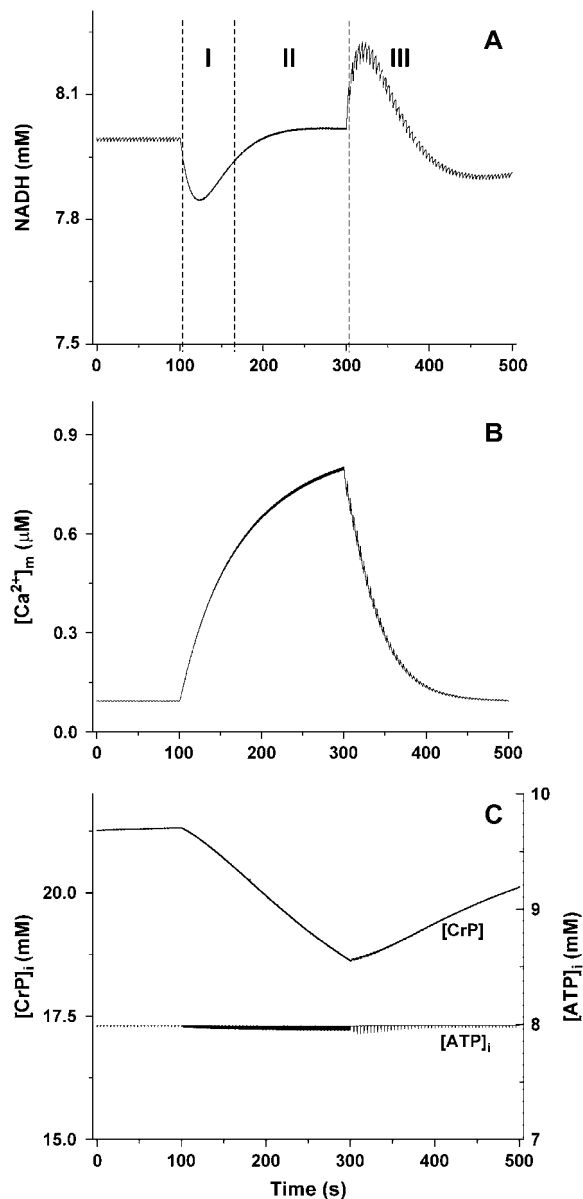 A
I
II
III
8.1
7.8
7.5
NADH (mM)
0
100
200
300
400
500
B
0.9
0.6
0.3
0.0
[Ca2+]m (μM)
0
100
200
300
400
500
C
20.0
17.5
15.0
[CrP]i (mM)
10
9
8
7
[ATP]i (mM)
[CrP]
[ATP]i
0
100
200
300
400
500
Time (s)